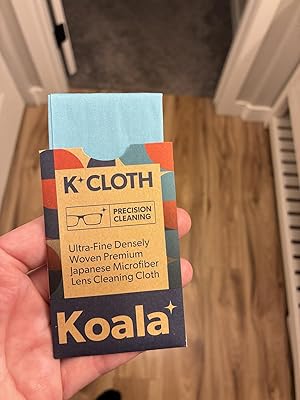 K CLOTH
PRECISION
CLEANING
Ultra-Fine Densely
Woven Premium
Japanese Microfiber
Lens Cleaning Cloth
Koala